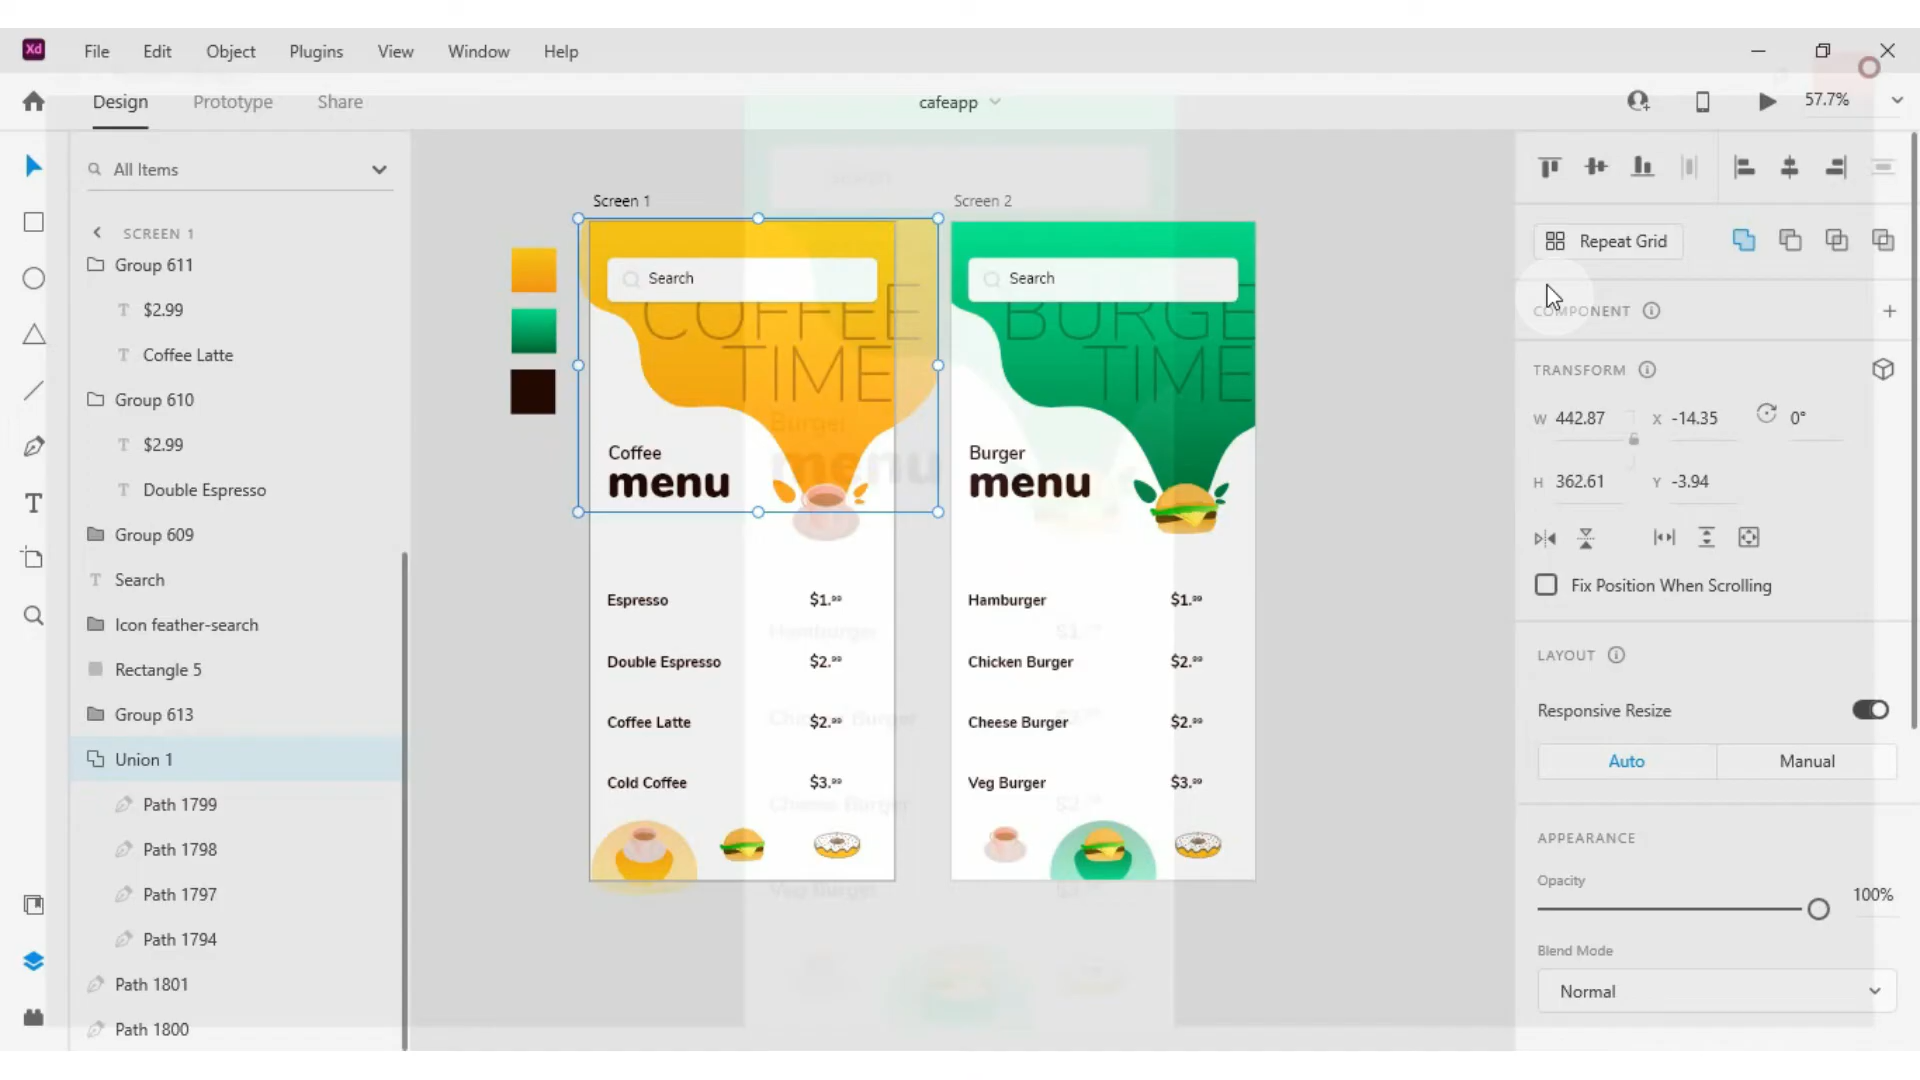 Xd File Edit Object Plugins View Window Help
Design Prototype Share
cafeapp
57.7%
All Items
SCREEN 1
Group 611
T $2.99
T Coffee Latte
Group 610
T $2.99
T Double Espresso
Group 609
T Search
Icon feather-search
Rectangle 5
Group 613
Union 1
Path 1799
Path 1798
Path 1797
Path 1794
Path 1801
Path 1800
T
Screen 1
Search
COFFEE
TIME
Coffee
menu
Espresso $1.99
Double Espresso $2.99
Coffee Latte $2.99
Cold Coffee $3.99
Screen 2
Search
BURGE
TIME
Burger
menu
Hamburger $1.99
Chicken Burger $2.99
Cheese Burger $2.99
Veg Burger $3.99
Burger
menu
Hamburger
Chicken Burger
Cheese Burger
Veg Burger
Repeat Grid
COMPONENT
TRANSFORM
W 442.87 X -14.35 0°
H 362.61 Y -3.94
Fix Position When Scrolling
LAYOUT
Responsive Resize
Auto Manual
APPEARANCE
Opacity
100%
Blend Mode
Normal